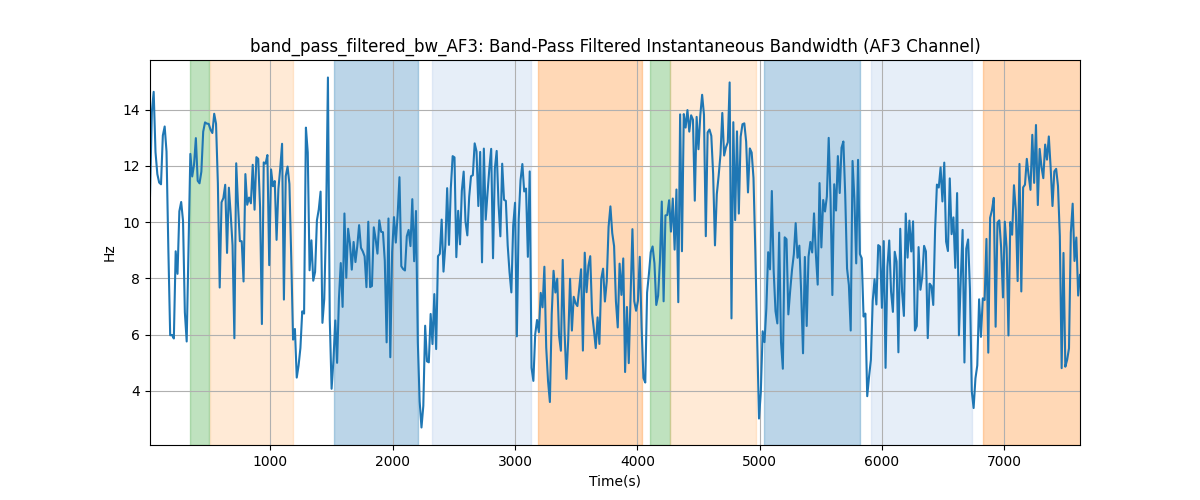 band_pass_filtered_bw_AF3: Band-Pass Filtered Instantaneous Bandwidth (AF3 Channel)
14
12
10
8
6
4
Hz
1000 2000 3000 4000 5000 6000 7000
Time(s)